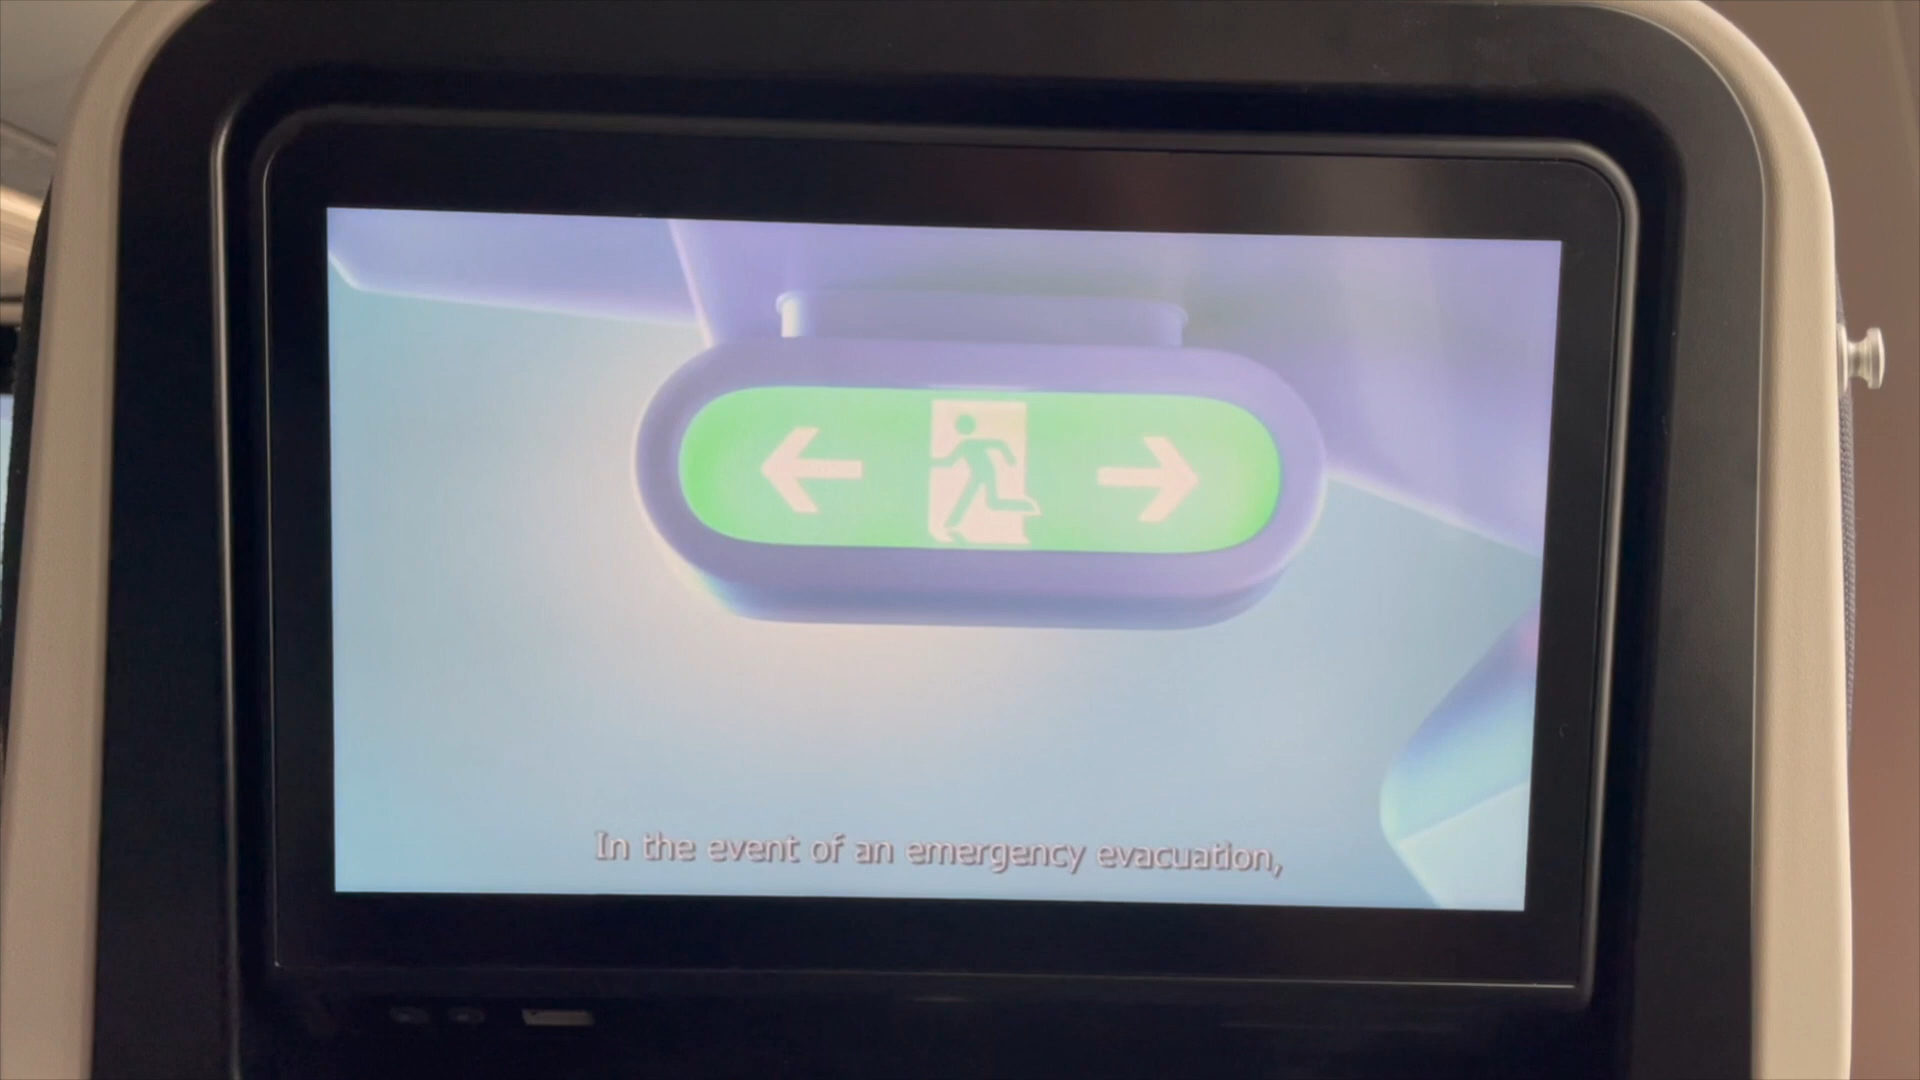 In the event of an emergency evacuation,